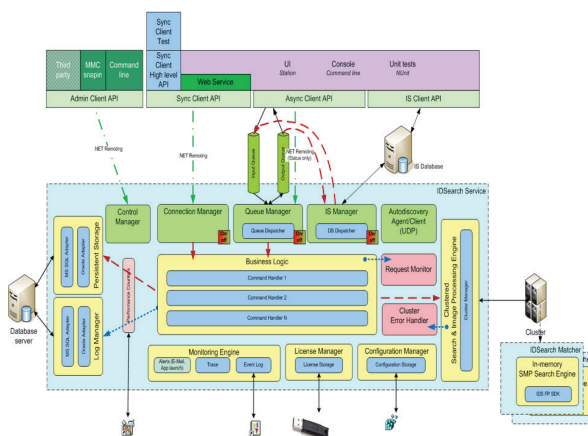 Sync
Client
Test
Third
party
MMC
snapin
Command
line
Sync
Client
High level
API
Web Service
UI
Station
Console
Command line
Unit tests
NUnit
Admin Client API
Sync Client API
Async Client API
IS Client API
.NET Remoting
.NET Remoting
Input Queue
Output Queue
.NET Remoting
(Status only)
IS Database
IDSearch Service
Control
Manager
Connection Manager
On/
off
Queue Manager
Queue Dispatcher
On/
off
IS Manager
DB Dispatcher
On/
off
Autodiscovery
Agent/Client
(UDP)
MS SQL Adapter
Oracle Adapter
Persistent Storage
Performance Counters
Business Logic
Command Handler 1
Command Handler 2
Command Handler N
Request Monitor
Cluster
Error Handler
Clustered
Search & Image Processing Engine
Cluster Manager
Database
server
MS SQL Adapter
Oracle Adapter
Log Manager
Cluster
Monitoring Engine
Alerts (E-Mail,
App launch)
Trace
Event Log
License Manager
License Storage
Configuration Manager
Configuration Storage
IDSearch Matcher
In-memory
SMP Search Engine
IDS FP SDK